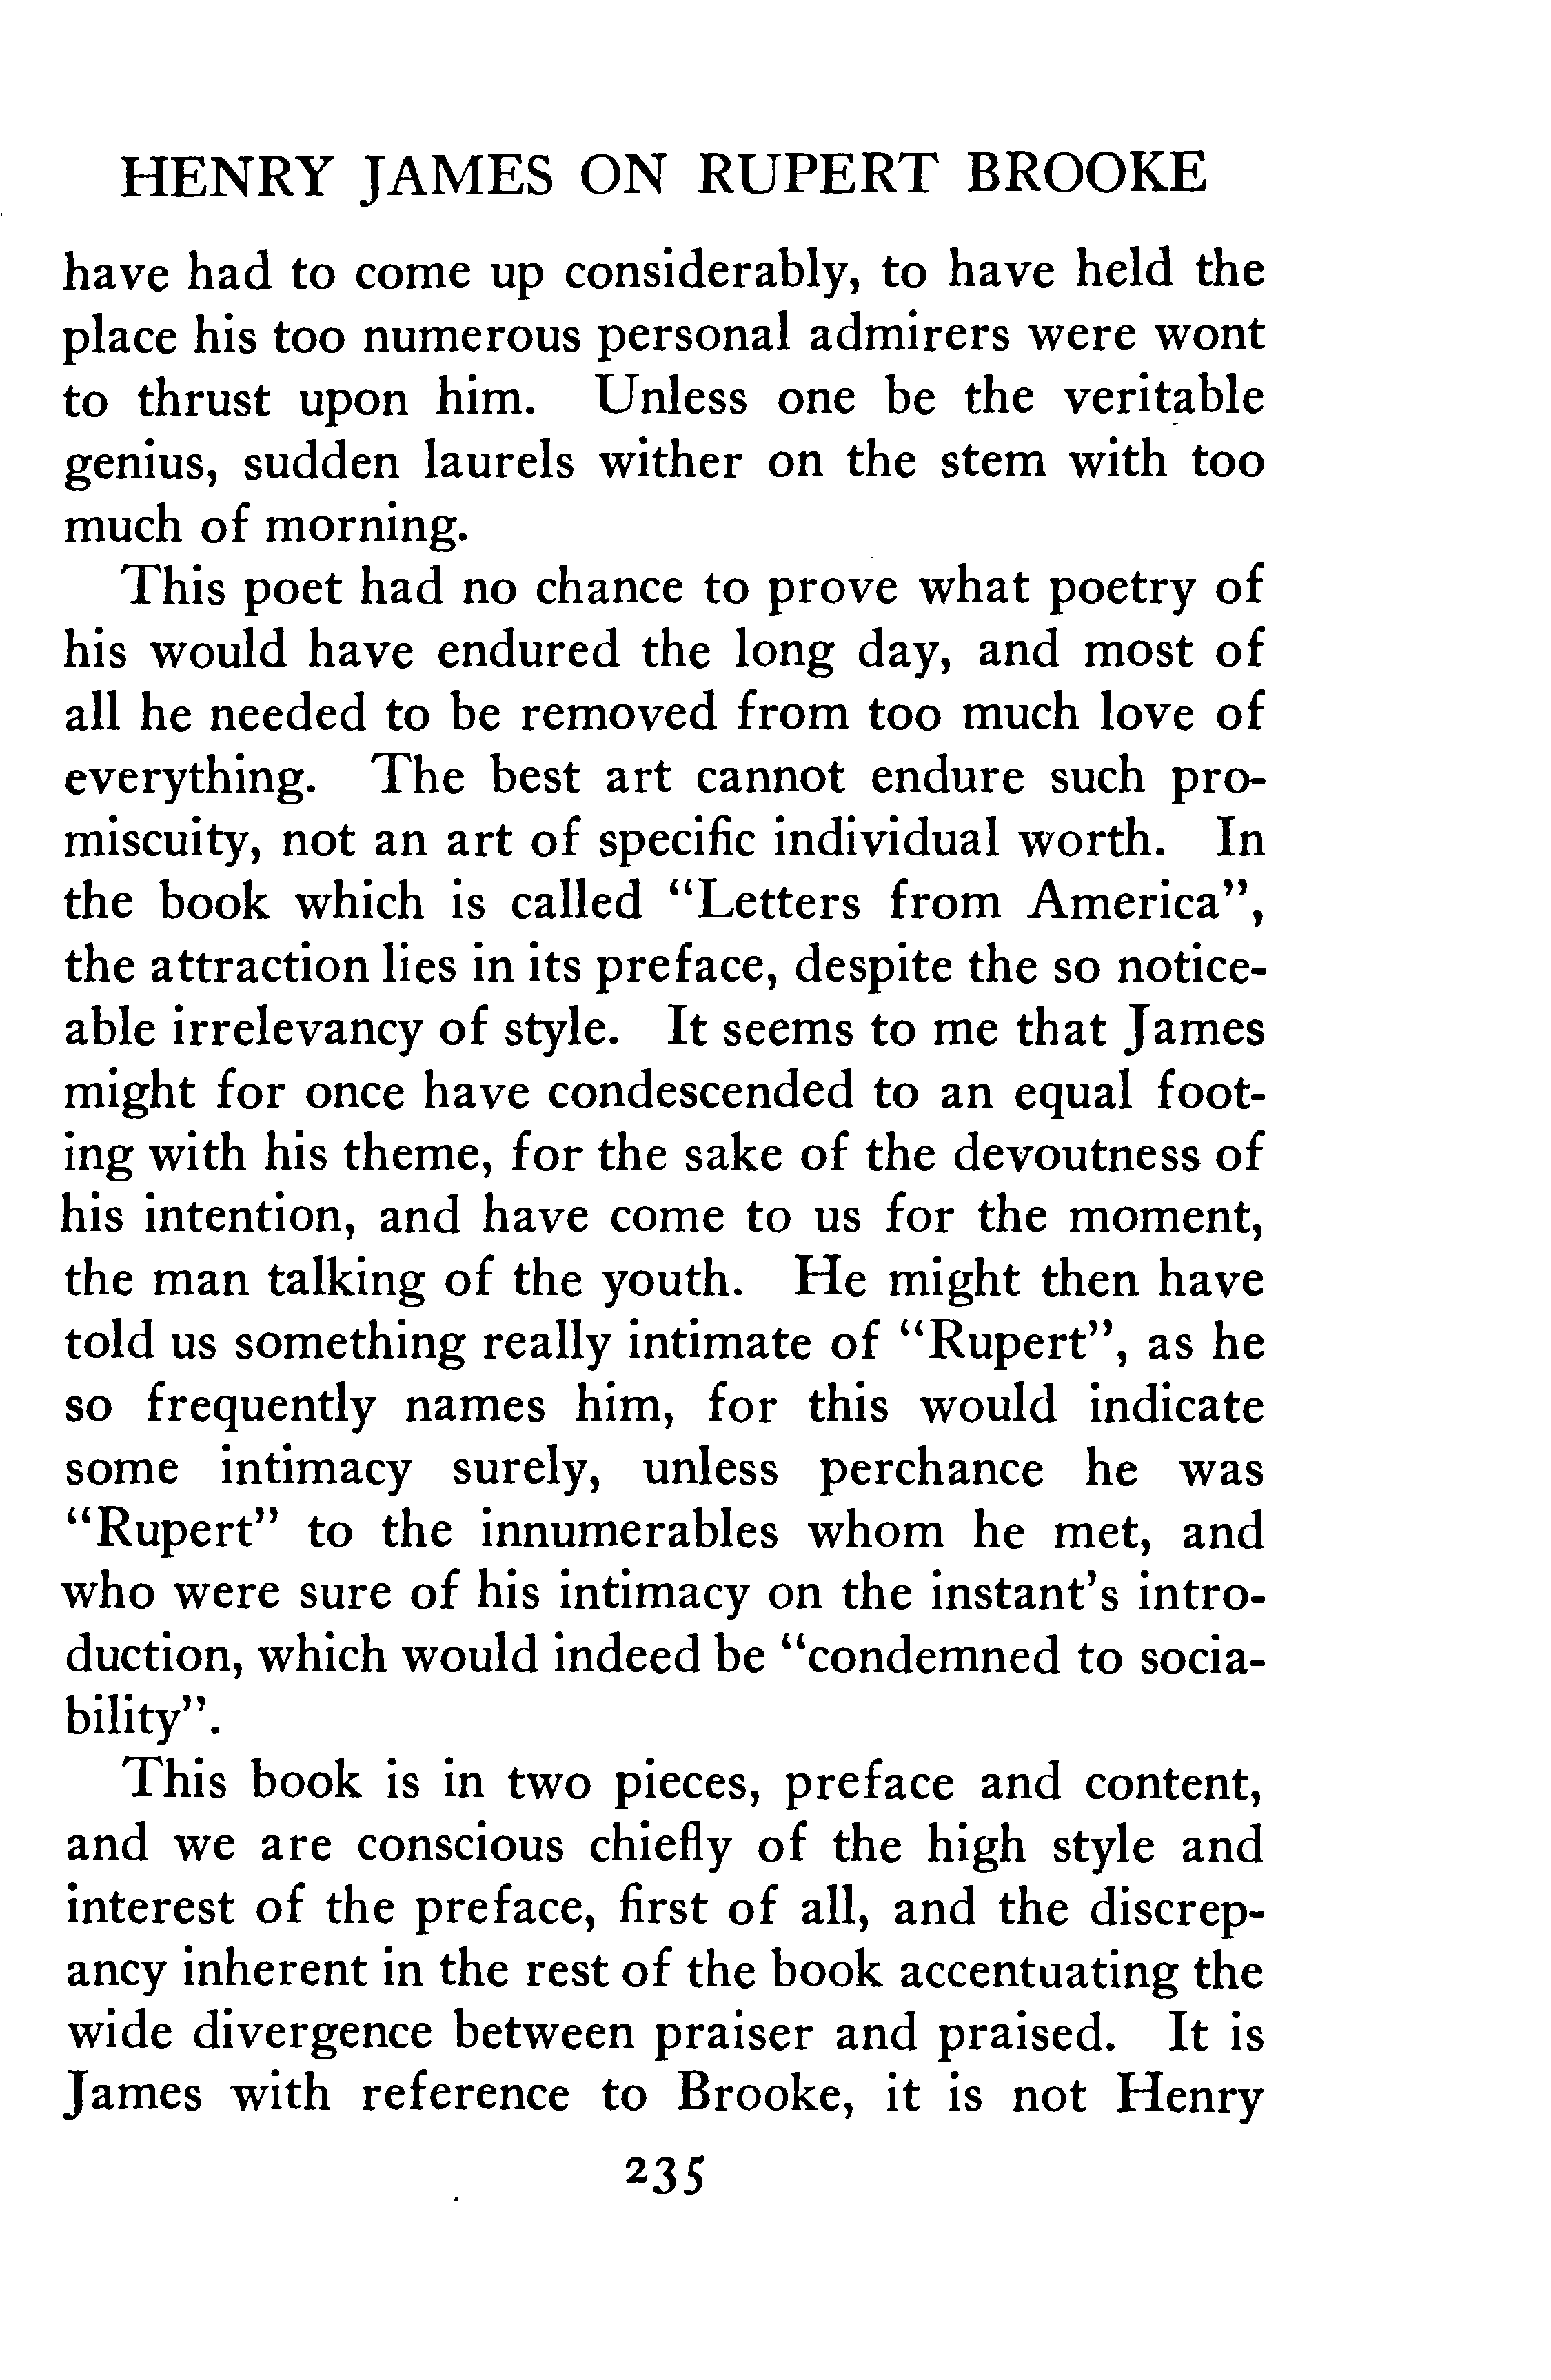 HENRY JAMES ON RUPERT BROOKE
have had to come up considerably, to have held the
place his too numerous personal admirers were wont
to thrust upon him. Unless one be the veritable
genius, sudden laurels wither on the stem with too
much of morning.
This poet had no chance to prove what poetry of
his would have endured the long day, and most of
all he needed to be removed from too much love of
everything. The best art cannot endure such pro-
miscuity, not an art of specific individual worth. In
the book which is called "Letters from America",
the attraction lies in its preface, despite the so notice-
able irrelevancy of style. It seems to me that James
might for once have condescended to an equal foot-
ing with his theme, for the sake of the devoutness of
his intention, and have come to us for the moment,
the man talking of the youth. He might then have
told us something really intimate of "Rupert", as he
so frequently names him, for this would indicate
some intimacy surely, unless perchance he was
"Rupert" to the innumerables whom he met, and
who were sure of his intimacy on the instant's intro-
duction, which would indeed be "condemned to socia-
bility".
This book is in two pieces, preface and content,
and we are conscious chiefly of the high style and
interest of the preface, first of all, and the discrep-
ancy inherent in the rest of the book accentuating the
wide divergence between praiser and praised. It is
James with reference to Brooke, it is not Henry
235